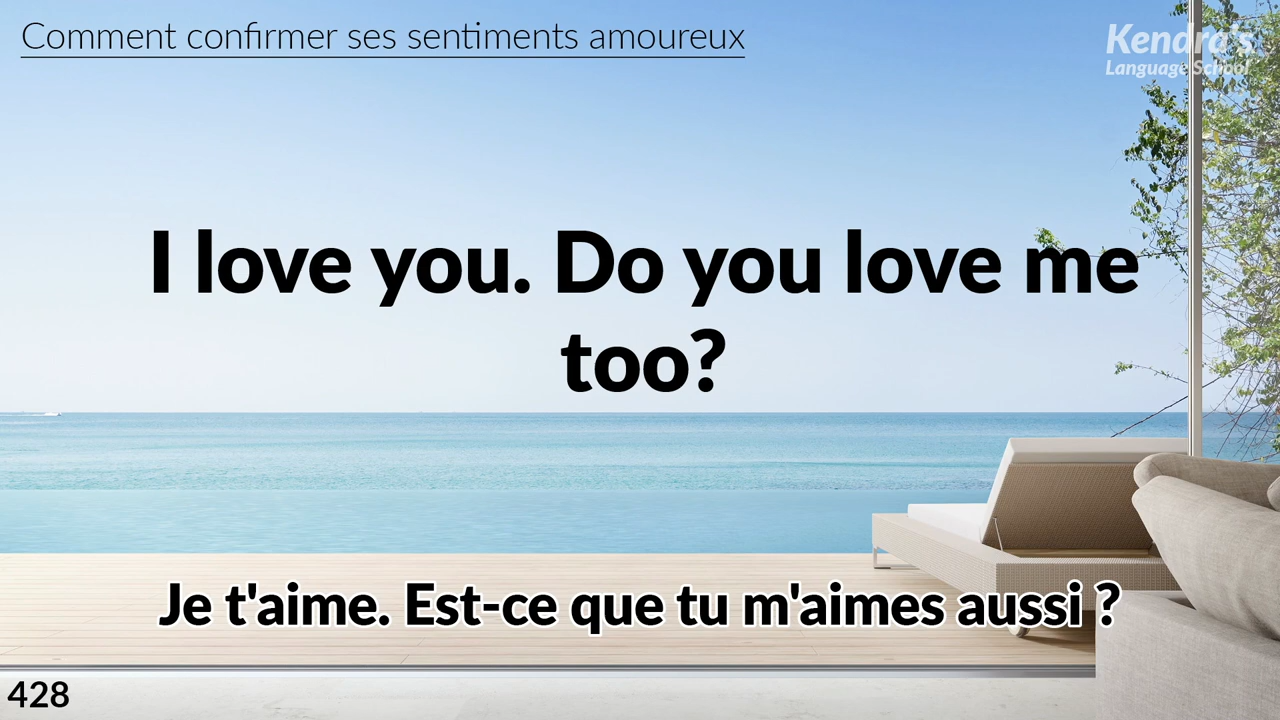 Comment confirmer ses sentiments amoureux
Kendra's
Language School
I love you. Do you love me
too?
Je t'aime. Est-ce que tu m'aimes aussi ?
428